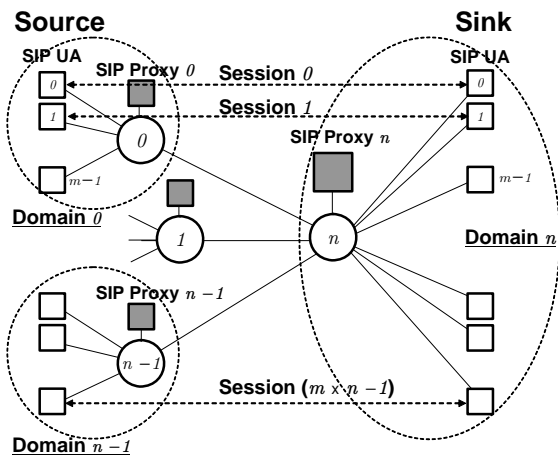 Source
Sink
SIP UA
SIP UA
SIP Proxy 0
Session 0
0
0
Session 1
1
1
0
SIP Proxy n
m−1
m−1
Domain 0
1
n
Domain n
SIP Proxy n−1
n−1
Session (m × n−1)
Domain n−1